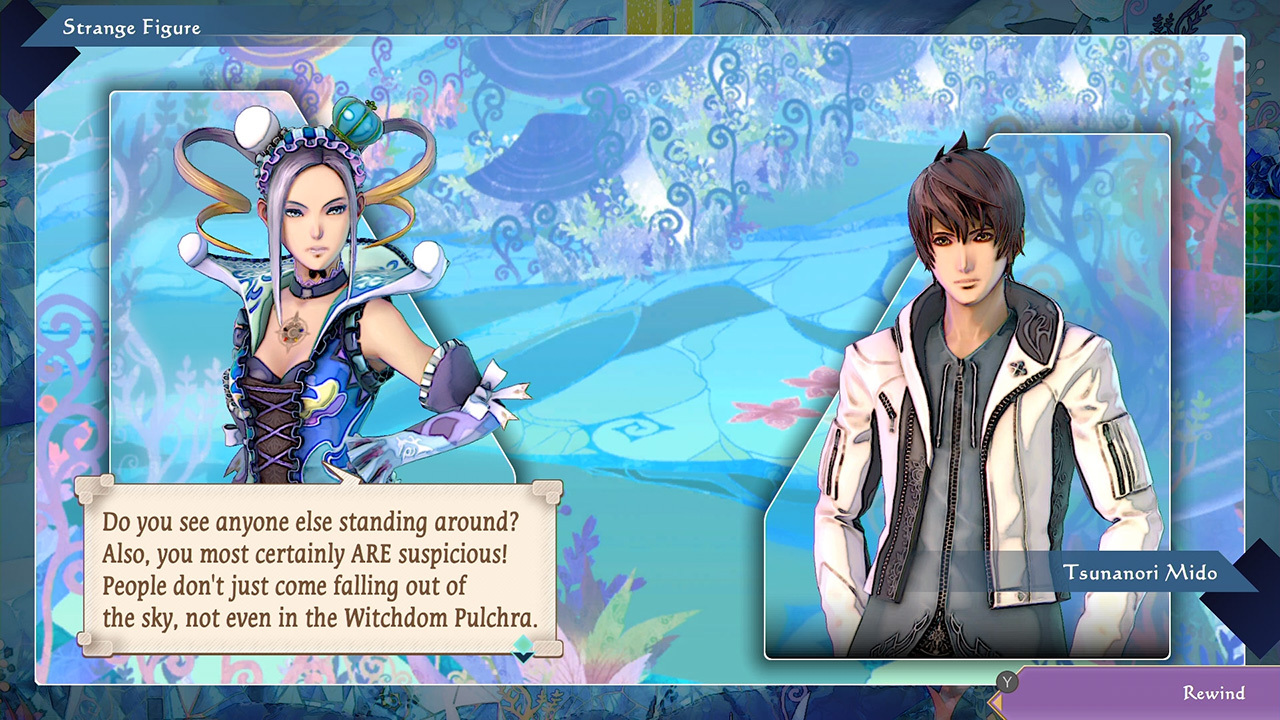 Strange Figure
Do you see anyone else standing around?
Also, you most certainly ARE suspicious!
People don't just come falling out of
the sky, not even in the Witchdom Pulchra.
Tsunanori Mido
Y
Rewind